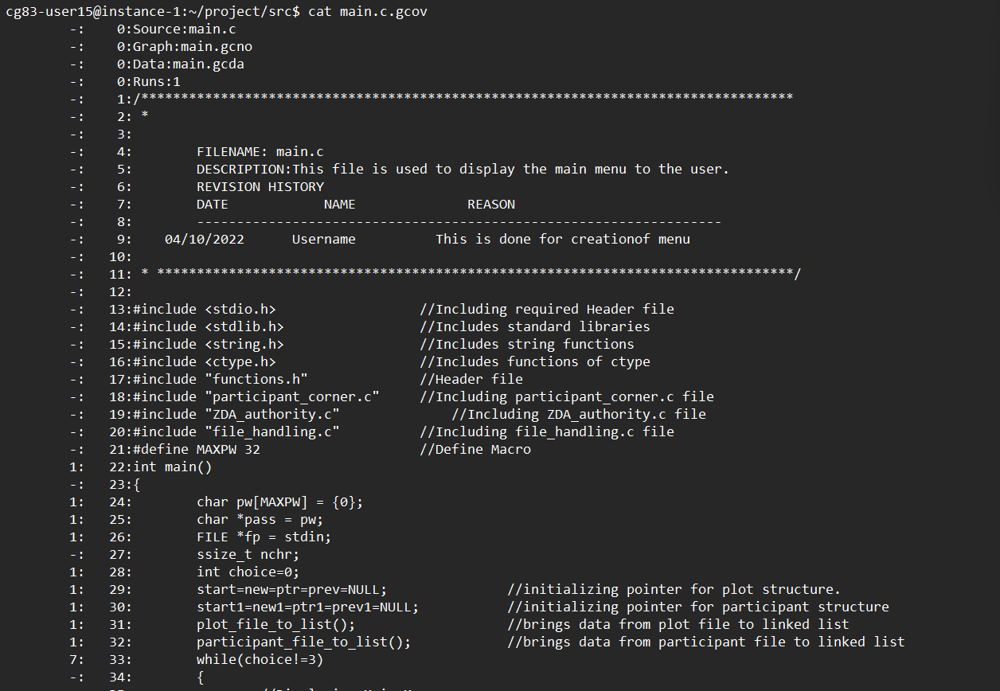 cg83-user15@instance-1:~/project/src$ cat main.c.gcov
        -:    0:Source:main.c
        -:    0:Graph:main.gcno
        -:    0:Data:main.gcda
        -:    0:Runs:1
        -:    1:/**********************************************************************************
        -:    2: *
        -:    3:
        -:    4:        FILENAME: main.c
        -:    5:        DESCRIPTION:This file is used to display the main menu to the user.
        -:    6:        REVISION HISTORY
        -:    7:        DATE            NAME              REASON
        -:    8:        ------------------------------------------------------------------
        -:    9:    04/10/2022      Username          This is done for creationof menu
        -:   10:
        -:   11: * ********************************************************************************/
        -:   12:
        -:   13:#include <stdio.h>                  //Including required Header file
        -:   14:#include <stdlib.h>                 //Includes standard libraries
        -:   15:#include <string.h>                 //Includes string functions
        -:   16:#include <ctype.h>                  //Includes functions of ctype
        -:   17:#include "functions.h"              //Header file
        -:   18:#include "participant_corner.c"     //Including participant_corner.c file
        -:   19:#include "ZDA_authority.c"              //Including ZDA_authority.c file
        -:   20:#include "file_handling.c"          //Including file_handling.c file
        -:   21:#define MAXPW 32                    //Define Macro
        1:   22:int main()
        -:   23:{
        1:   24:        char pw[MAXPW] = {0};
        1:   25:        char *pass = pw;
        1:   26:        FILE *fp = stdin;
        -:   27:        ssize_t nchr;
        1:   28:        int choice=0;
        1:   29:        start=new=ptr=prev=NULL;               //initializing pointer for plot structure.
        1:   30:        start1=new1=ptr1=prev1=NULL;           //initializing pointer for participant structure
        1:   31:        plot_file_to_list();                   //brings data from plot file to linked list
        1:   32:        participant_file_to_list();            //brings data from participant file to linked list
        7:   33:        while(choice!=3)
        -:   34:        {